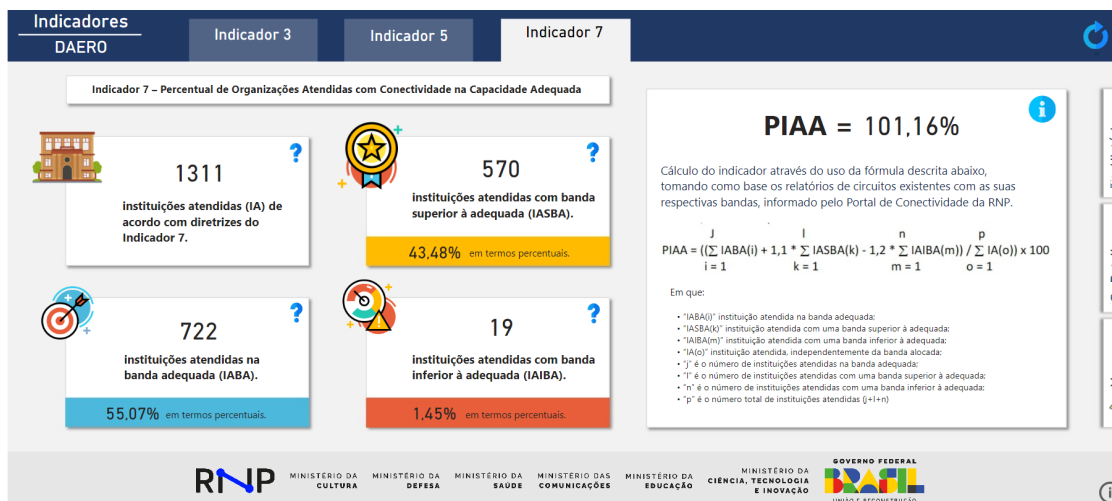 Indicadores
DAERO
Indicador 3
Indicador 5
Indicador 7
Indicador 7 – Percentual de Organizações Atendidas com Conectividade na Capacidade Adequada
1311
?
instituições atendidas (IA) de
acordo com diretrizes do
Indicador 7.
570
?
instituições atendidas com banda
superior à adequada (IASBA).
43,48% em termos percentuais.
722
?
instituições atendidas na
banda adequada (IABA).
55,07% em termos percentuais.
19
?
instituições atendidas com banda
inferior à adequada (IAIBA).
1,45% em termos percentuais.
i
PIAA = 101,16%
Cálculo do indicador através do uso da fórmula descrita abaixo,
tomando como base os relatórios de circuitos existentes com as suas
respectivas bandas, informado pelo Portal de Conectividade da RNP.
J l n p
PIAA = ((∑ IABA(i) + 1,1 * ∑ IASBA(k) - 1,2 * ∑ IAIBA(m)) / ∑ IA(o)) x 100
i = 1 k = 1 m = 1 o = 1
Em que:
• "IABA(i)" instituição atendida na banda adequada;
• "IASBA(k)" instituição atendida com uma banda superior à adequada;
• "IAIBA(m)" instituição atendida com uma banda inferior à adequada;
• "IA(o)" instituição atendida, independentemente da banda alocada;
• "j" é o número de instituições atendidas na banda adequada;
• "l" é o número de instituições atendidas com uma banda superior à adequada;
• "n" é o número de instituições atendidas com uma banda inferior à adequada;
• "p" é o número total de instituições atendidas (j+l+n)
RNP
MINISTÉRIO DA
CULTURA
MINISTÉRIO DA
DEFESA
MINISTÉRIO DA
SAÚDE
MINISTÉRIO DAS
COMUNICAÇÕES
MINISTÉRIO DA
EDUCAÇÃO
MINISTÉRIO DA
CIÊNCIA, TECNOLOGIA
E INOVAÇÃO
GOVERNO FEDERAL
BRASIL
UNIÃO E RECONSTRUÇÃO